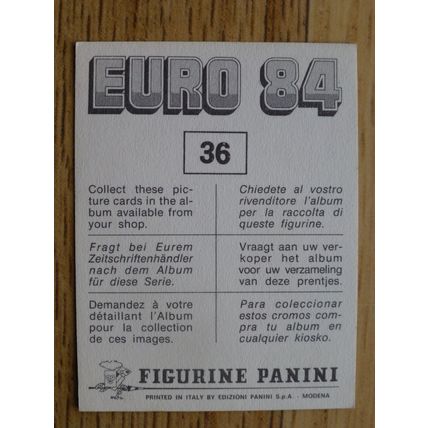 EURO 84
36
Collect these pic-
ture cards in the al-
bum available from
your shop.
Chiedete al vostro
rivenditore l'album
per la raccolta di
queste figurine.
Fragt bei Eurem
Zeitschriftenhändler
nach dem Album
für diese Serie.
Vraagt aan uw ver-
koper het album
voor uw verzameling
van deze prentjes.
Demandez à votre
détaillant l'Album
pour la collection
de ces images.
Para coleccionar
estos cromos com-
pra tu album en
cualquier kiosko.
FIGURINE PANINI
PRINTED IN ITALY BY EDIZIONI PANINI S.p.A. - MODENA